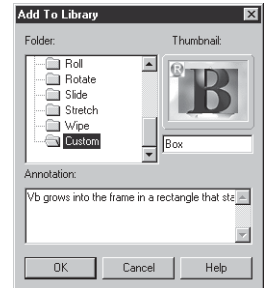 Add To Library
Folder:
Thumbnail:
Roll
Rotate
Slide
Stretch
Wipe
Custom
R
B
Box
Annotation:
Vb grows into the frame in a rectangle that sta
OK
Cancel
Help